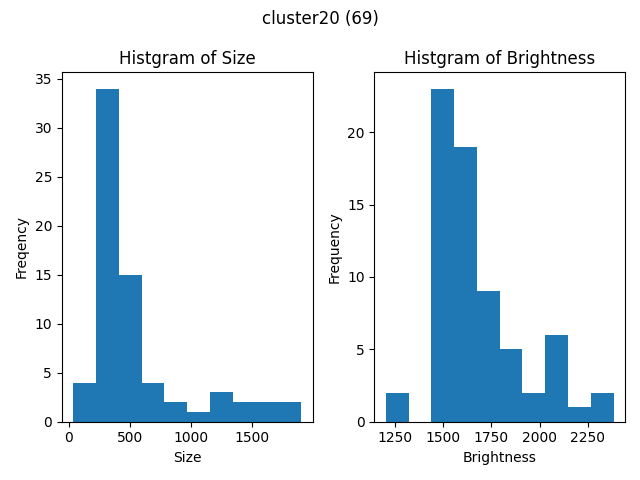 cluster20 (69)
Histgram of Size
Freqency
35
30
25
20
15
10
5
0
0 500 1000 1500
Size
Histgram of Brightness
Frequency
20
15
10
5
0
1250 1500 1750 2000 2250
Brightness